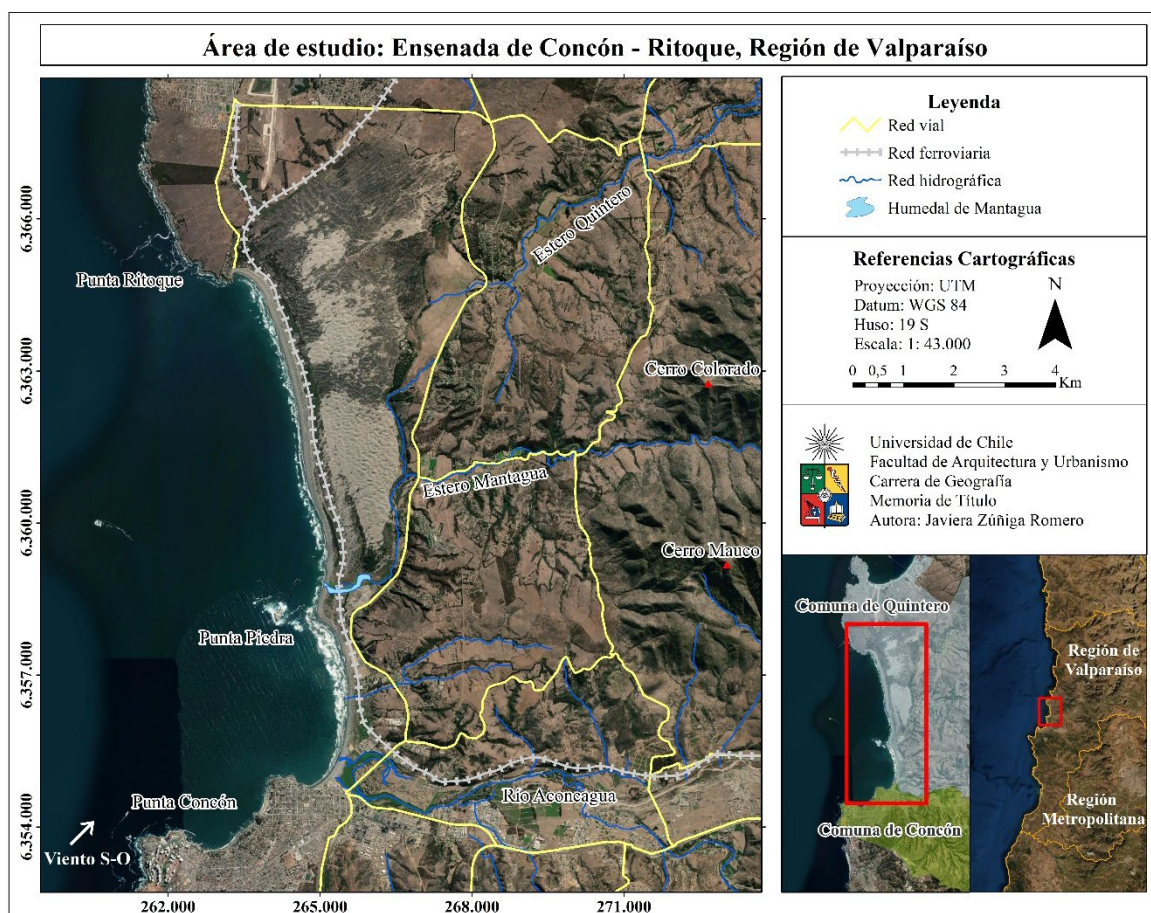 Área de estudio: Ensenada de Concón - Ritoque, Región de Valparaíso
6.366.000
6.363.000
6.360.000
6.357.000
6.354.000
262.000
265.000
268.000
271.000
Estero Quintero
Punta Ritoque
Cerro Colorado
Estero Mantagua
Cerro Mauco
Punta Piedra
Río Aconcagua
Punta Concón
Viento S-O
Leyenda
Red vial
Red ferroviaria
Red hidrográfica
Humedal de Mantagua
Referencias Cartográficas
Proyección: UTM
Datum: WGS 84
Huso: 19 S
Escala: 1: 43.000
N
0 0,5 1 2 3 4
Km
Universidad de Chile
Facultad de Arquitectura y Urbanismo
Carrera de Geografía
Memoria de Título
Autora: Javiera Zúñiga Romero
Comuna de Quintero
Comuna de Concón
Región de
Valparaíso
Región
Metropolitana